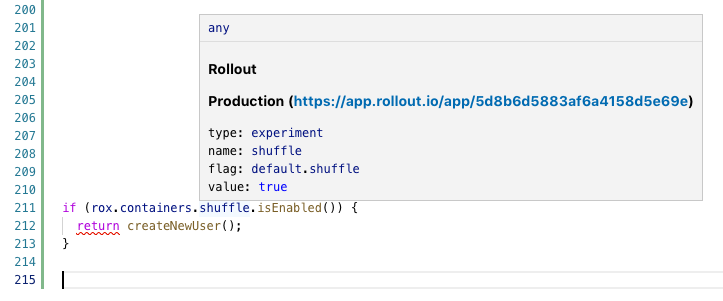 200
201
202
203
204
205
206
207
208
209
210
211
212
213
214
215
any
Rollout
Production (https://app.rollout.io/app/5d8b6d5883af6a4158d5e69e)
type: experiment
name: shuffle
flag: default.shuffle
value: true
if (rox.containers.shuffle.isEnabled()) {
return createNewUser();
}